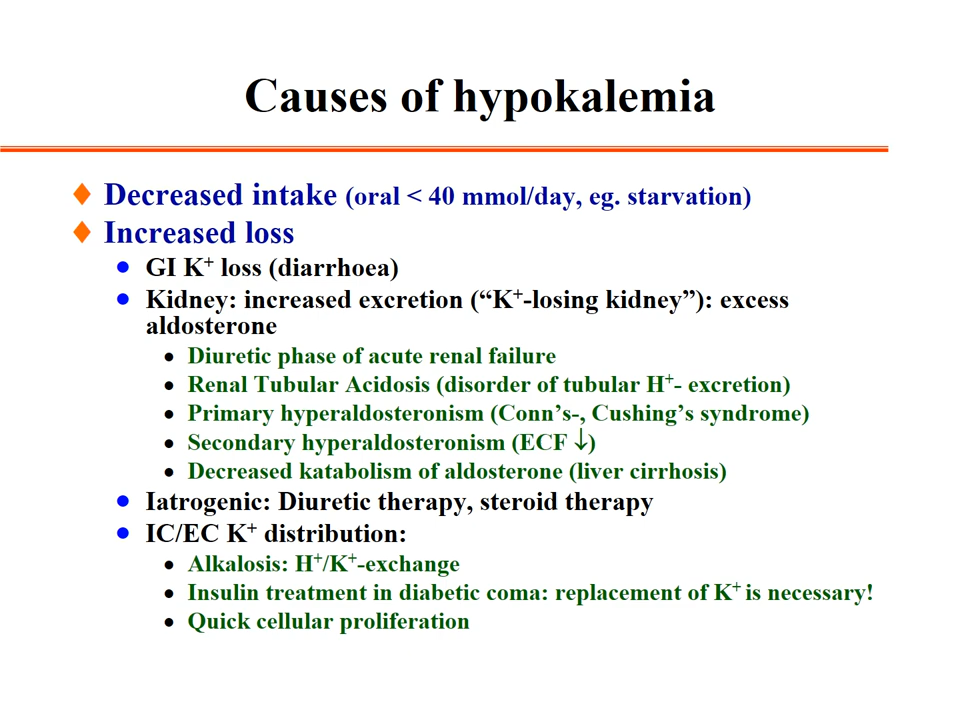 Causes of hypokalemia
Decreased intake (oral < 40 mmol/day, eg. starvation)
Increased loss
GI K⁺ loss (diarrhoea)
Kidney: increased excretion (“K⁺-losing kidney”): excess
aldosterone
Diuretic phase of acute renal failure
Renal Tubular Acidosis (disorder of tubular H⁺- excretion)
Primary hyperaldosteronism (Conn’s-, Cushing’s syndrome)
Secondary hyperaldosteronism (ECF ↓)
Decreased katabolism of aldosterone (liver cirrhosis)
Iatrogenic: Diuretic therapy, steroid therapy
IC/EC K⁺ distribution:
Alkalosis: H⁺/K⁺-exchange
Insulin treatment in diabetic coma: replacement of K⁺ is necessary!
Quick cellular proliferation